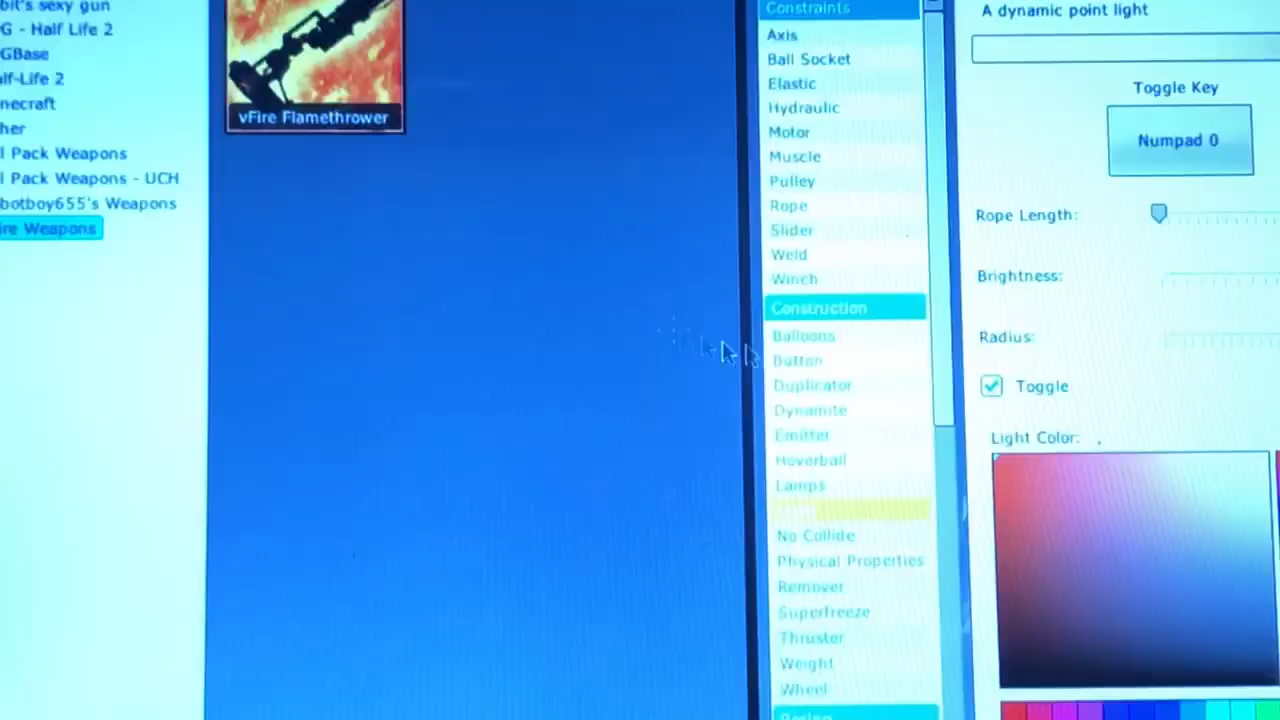 bit's sexy gun
G - Half Life 2
GBase
lf-Life 2
necraft
her
l Pack Weapons
l Pack Weapons - UCH
botboy655's Weapons
ire Weapons
vFire Flamethrower
Constraints
Axis
Ball Socket
Elastic
Hydraulic
Motor
Muscle
Pulley
Rope
Slider
Weld
Winch
Construction
Balloons
Button
Duplicator
Dynamite
Emitter
Hoverball
Lamps
No Collide
Physical Properties
Remover
Superfreeze
Thruster
Weight
Wheel
A dynamic point light
Toggle Key
Numpad 0
Rope Length:
Brightness:
Radius:
Toggle
Light Color: